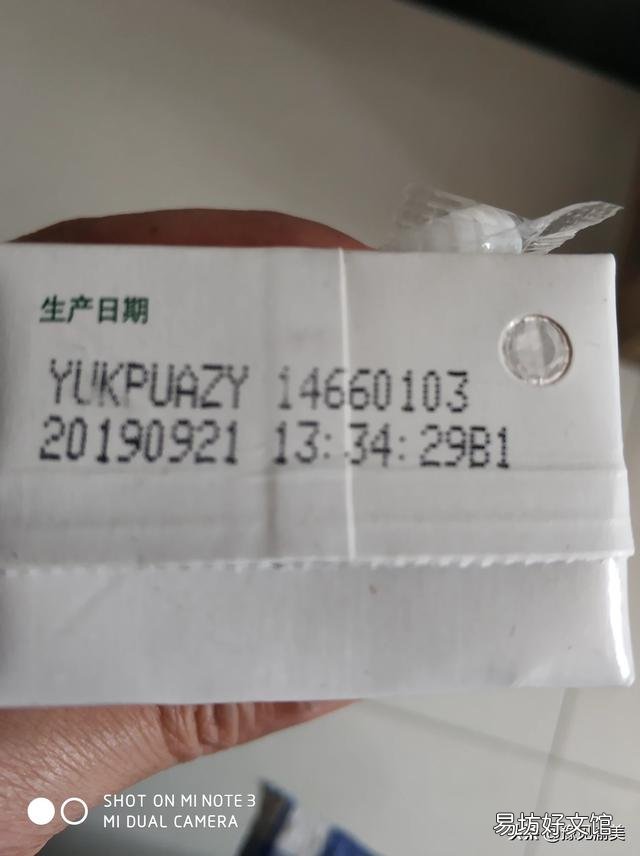 生产日期
YUKPUAZY 14660103
20190921 13:34:29B1
SHOT ON MI NOTE 3
MI DUAL CAMERA
易坊好文馆